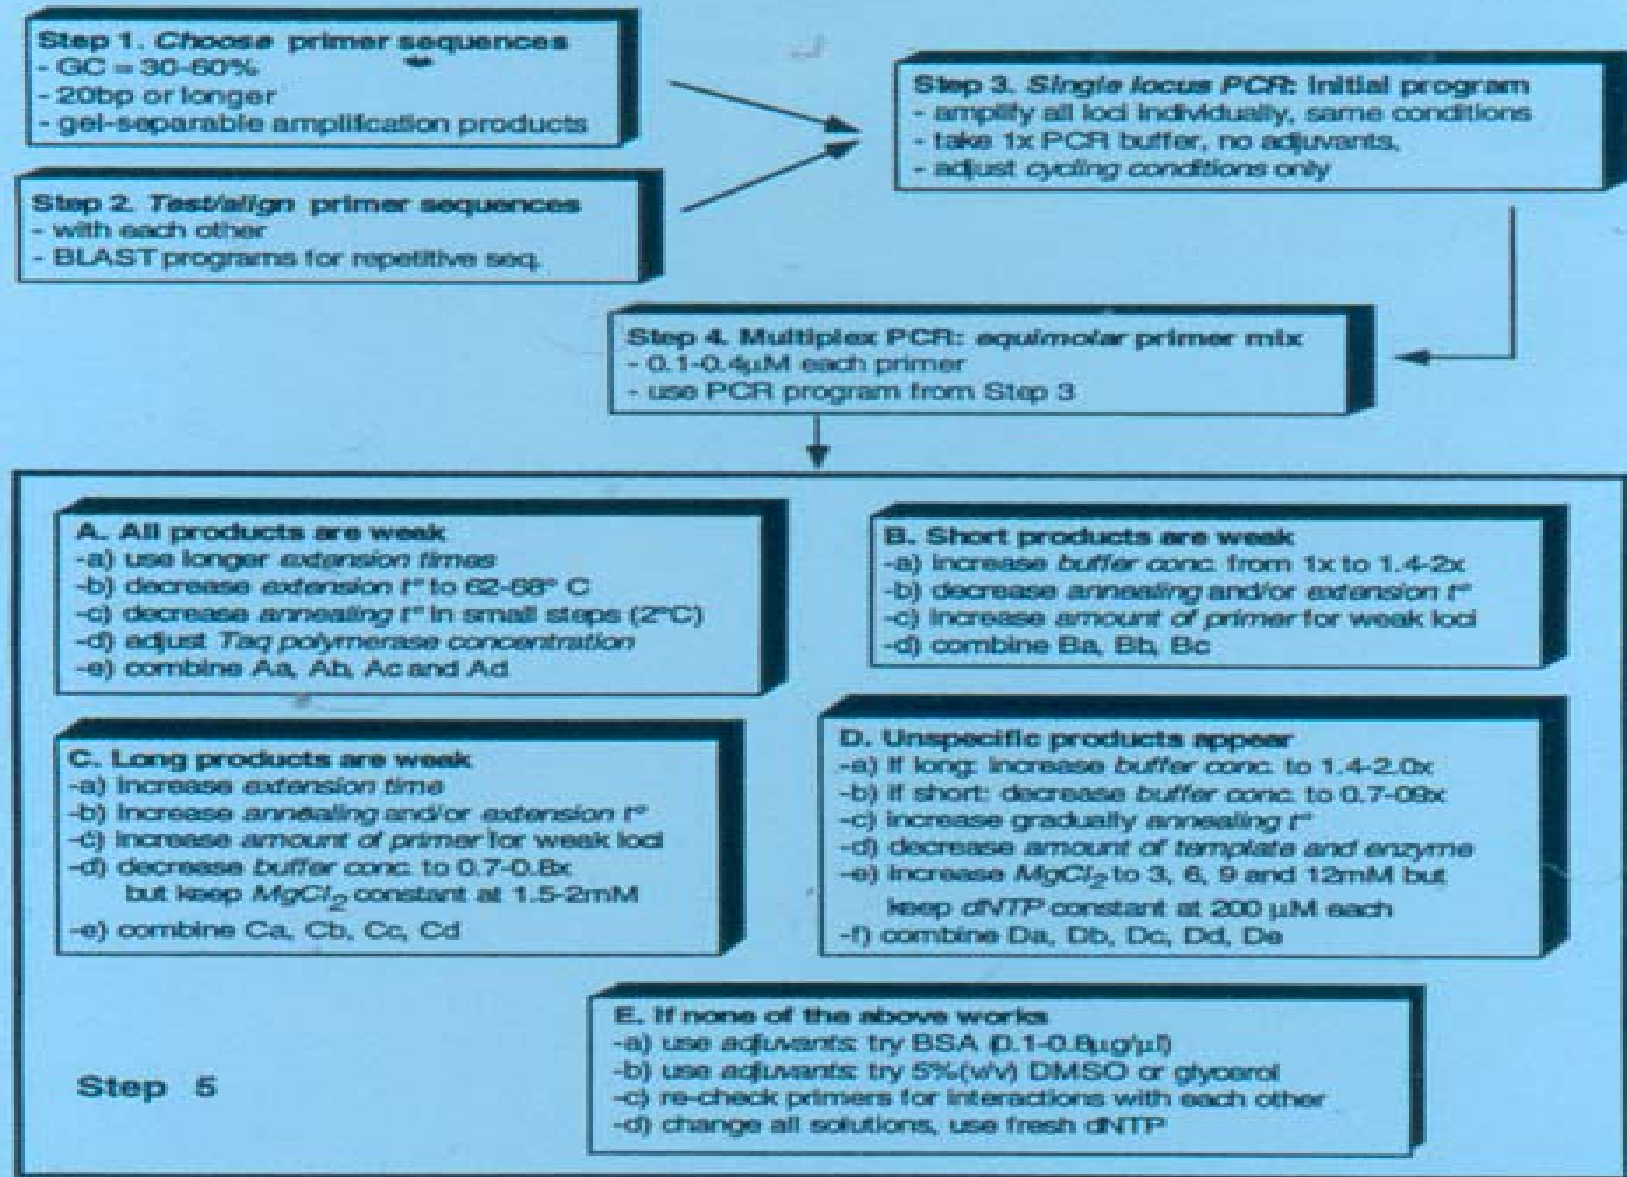 Step 1. Choose primer sequences
- GC = 30-60%
- 20bp or longer
- gel-separable amplification products
Step 2. Test/align primer sequences
- with each other
- BLAST programs for repetitive seq.
Step 3. Single locus PCR: initial program
- amplify all loci individually, same conditions
- take 1x PCR buffer, no adjuvants,
- adjust cycling conditions only
Step 4. Multiplex PCR: equimolar primer mix
- 0.1-0.4µM each primer
- use PCR program from Step 3
A. All products are weak
-a) use longer extension times
-b) decrease extension t° to 62-68° C
-c) decrease annealing t° in small steps (2°C)
-d) adjust Taq polymerase concentration
-e) combine Aa, Ab, Ac and Ad
B. Short products are weak
-a) increase buffer conc. from 1x to 1.4-2x
-b) decrease annealing and/or extension t°
-c) increase amount of primer for weak loci
-d) combine Ba, Bb, Bc
C. Long products are weak
-a) increase extension time
-b) increase annealing and/or extension t°
-c) increase amount of primer for weak loci
-d) decrease buffer conc. to 0.7-0.8x
but keep MgCl2 constant at 1.5-2mM
-e) combine Ca, Cb, Cc, Cd
D. Unspecific products appear
-a) if long: increase buffer conc. to 1.4-2.0x
-b) if short: decrease buffer conc. to 0.7-09x
-c) increase gradually annealing t°
-d) decrease amount of template and enzyme
-e) increase MgCl2 to 3, 6, 9 and 12mM but
keep dNTP constant at 200 µM each
-f) combine Da, Db, Dc, Dd, De
E. If none of the above works
-a) use adjuvants: try BSA (0.1-0.8µg/µl)
-b) use adjuvants: try 5%(v/v) DMSO or glycerol
-c) re-check primers for interactions with each other
-d) change all solutions, use fresh dNTP
Step 5